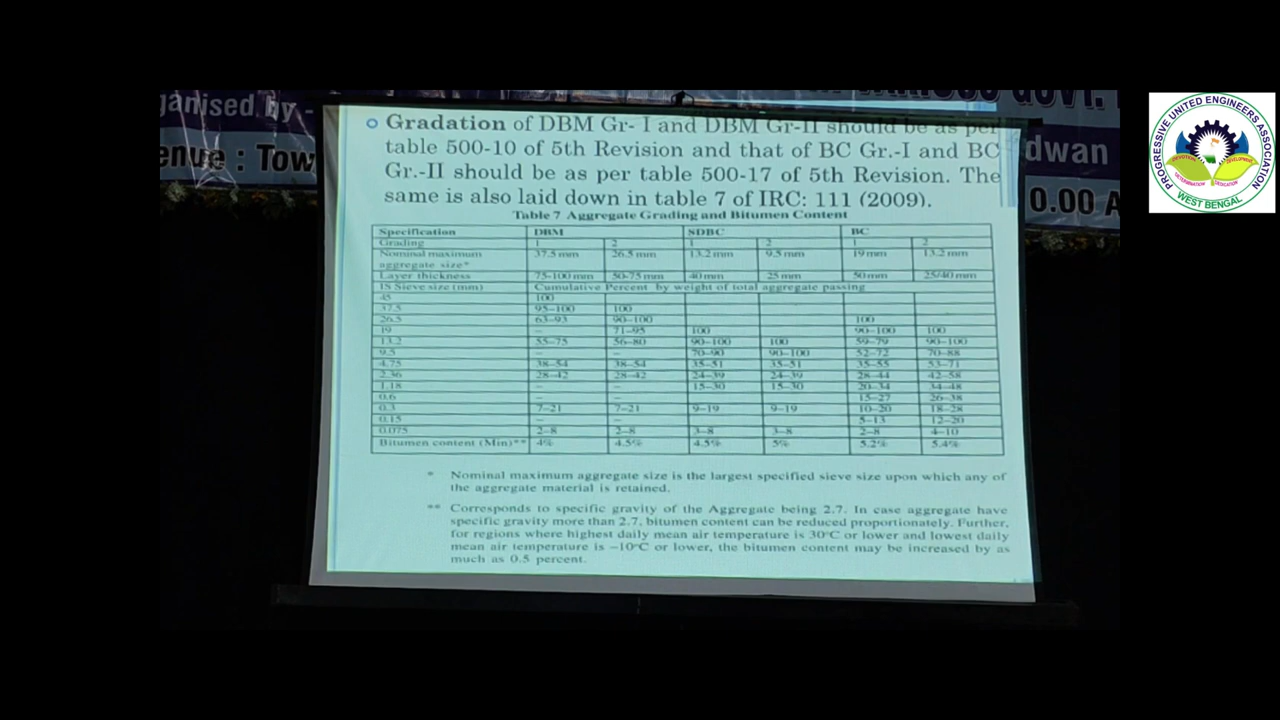 ganised by -
GOVT.
enue : Tow
dwan
0.00 A
PROGRESSIVE UNITED ENGINEERS ASSOCIATION
DEVOTION
DEVELOPMENT
DETERMINATION
DEDICATION
WEST BENGAL
Gradation of DBM Gr- I and DBM Gr-II should be as per
table 500-10 of 5th Revision and that of BC Gr.-I and BC
Gr.-II should be as per table 500-17 of 5th Revision. The
same is also laid down in table 7 of IRC: 111 (2009).
Table 7 Aggregate Grading and Bitumen Content
Specification DBM SDBC BC
Grading 1 2 1 2 1 2
Nominal maximum aggregate size* 37.5 mm 26.5 mm 13.2 mm 9.5 mm 19 mm 13.2 mm
Layer thickness 75-100 mm 50-75 mm 40 mm 25 mm 50 mm 25/40 mm
IS Sieve size (mm) Cumulative Percent by weight of total aggregate passing
45 100
37.5 95–100 100
26.5 63–93 90–100 100
19 – 71–95 100 90–100 100
13.2 55–75 56–80 90–100 100 59–79 90–100
9.5 – – 70–90 90–100 52–72 70–88
4.75 38–54 38–54 35–51 35–51 35–55 53–71
2.36 28–42 28–42 24–39 24–39 28–44 42–58
1.18 – – 15–30 15–30 20–34 34–48
0.6 – – 15–27 26–38
0.3 7–21 7–21 9–19 9–19 10–20 18–28
0.15 – – 5–13 12–20
0.075 2–8 2–8 3–8 3–8 2–8 4–10
Bitumen content (Min)** 4% 4.5% 4.5% 5% 5.2% 5.4%
* Nominal maximum aggregate size is the largest specified sieve size upon which any of
the aggregate material is retained.
** Corresponds to specific gravity of the Aggregate being 2.7. In case aggregate have
specific gravity more than 2.7, bitumen content can be reduced proportionately. Further,
for regions where highest daily mean air temperature is 30°C or lower and lowest daily
mean air temperature is –10°C or lower, the bitumen content may be increased by as
much as 0.5 percent.